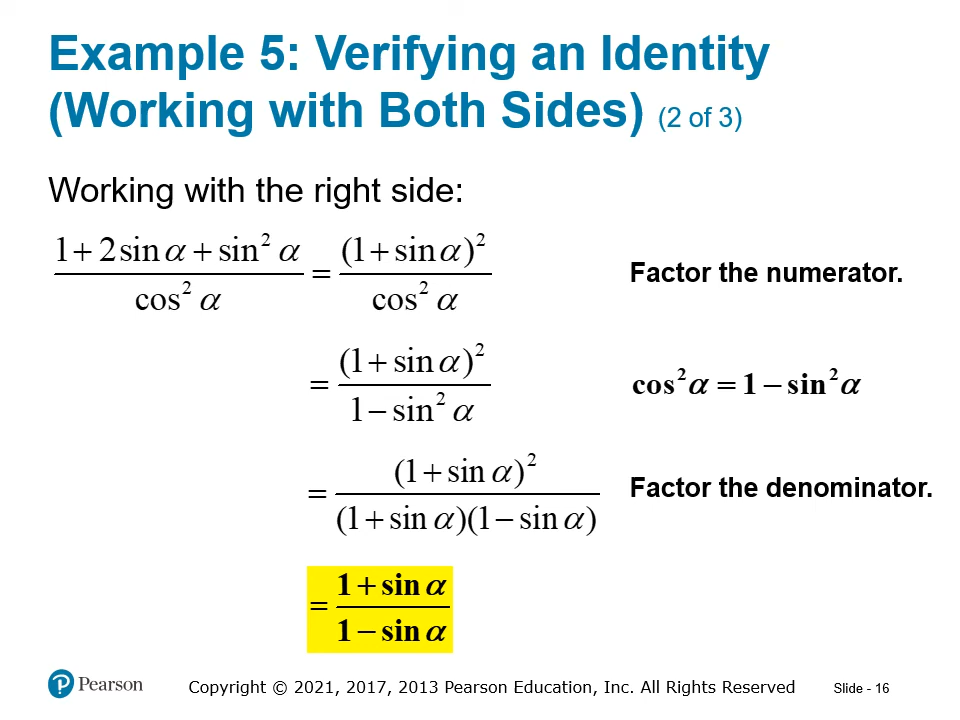 Example 5: Verifying an Identity
(Working with Both Sides) (2 of 3)
Working with the right side:
(1 + 2 sin α + sin² α) / (cos² α) = (1 + sin α)² / (cos² α)
Factor the numerator.
= (1 + sin α)² / (1 − sin² α)
cos² α = 1 − sin² α
= (1 + sin α)² / ((1 + sin α)(1 − sin α))
Factor the denominator.
= (1 + sin α) / (1 − sin α)
P Pearson
Copyright © 2021, 2017, 2013 Pearson Education, Inc. All Rights Reserved
Slide - 16